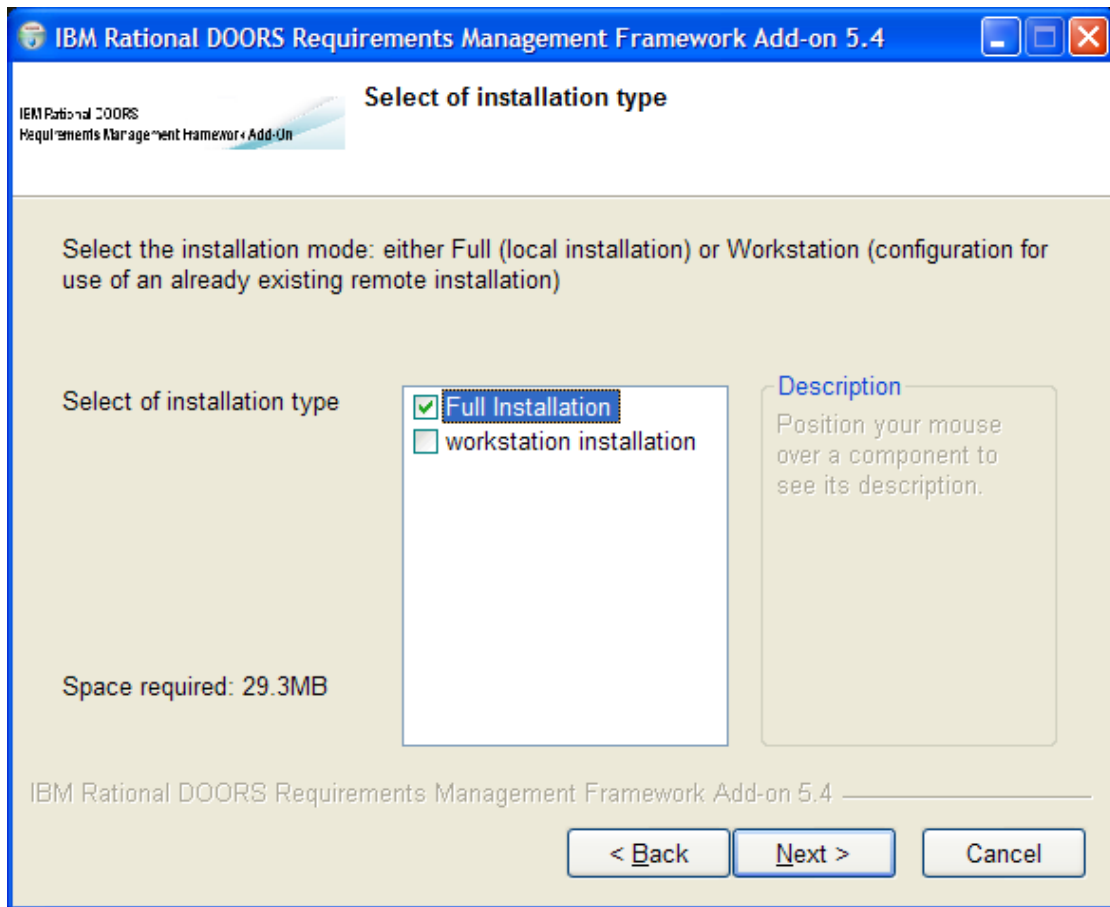 IBM Rational DOORS Requirements Management Framework Add-on 5.4
IBM Rational DOORS
Requirements Management Framework Add-On
Select of installation type
Select the installation mode: either Full (local installation) or Workstation (configuration for
use of an already existing remote installation)
Select of installation type
Full Installation
workstation installation
Description
Position your mouse
over a component to
see its description.
Space required: 29.3MB
IBM Rational DOORS Requirements Management Framework Add-on 5.4
< Back
Next >
Cancel